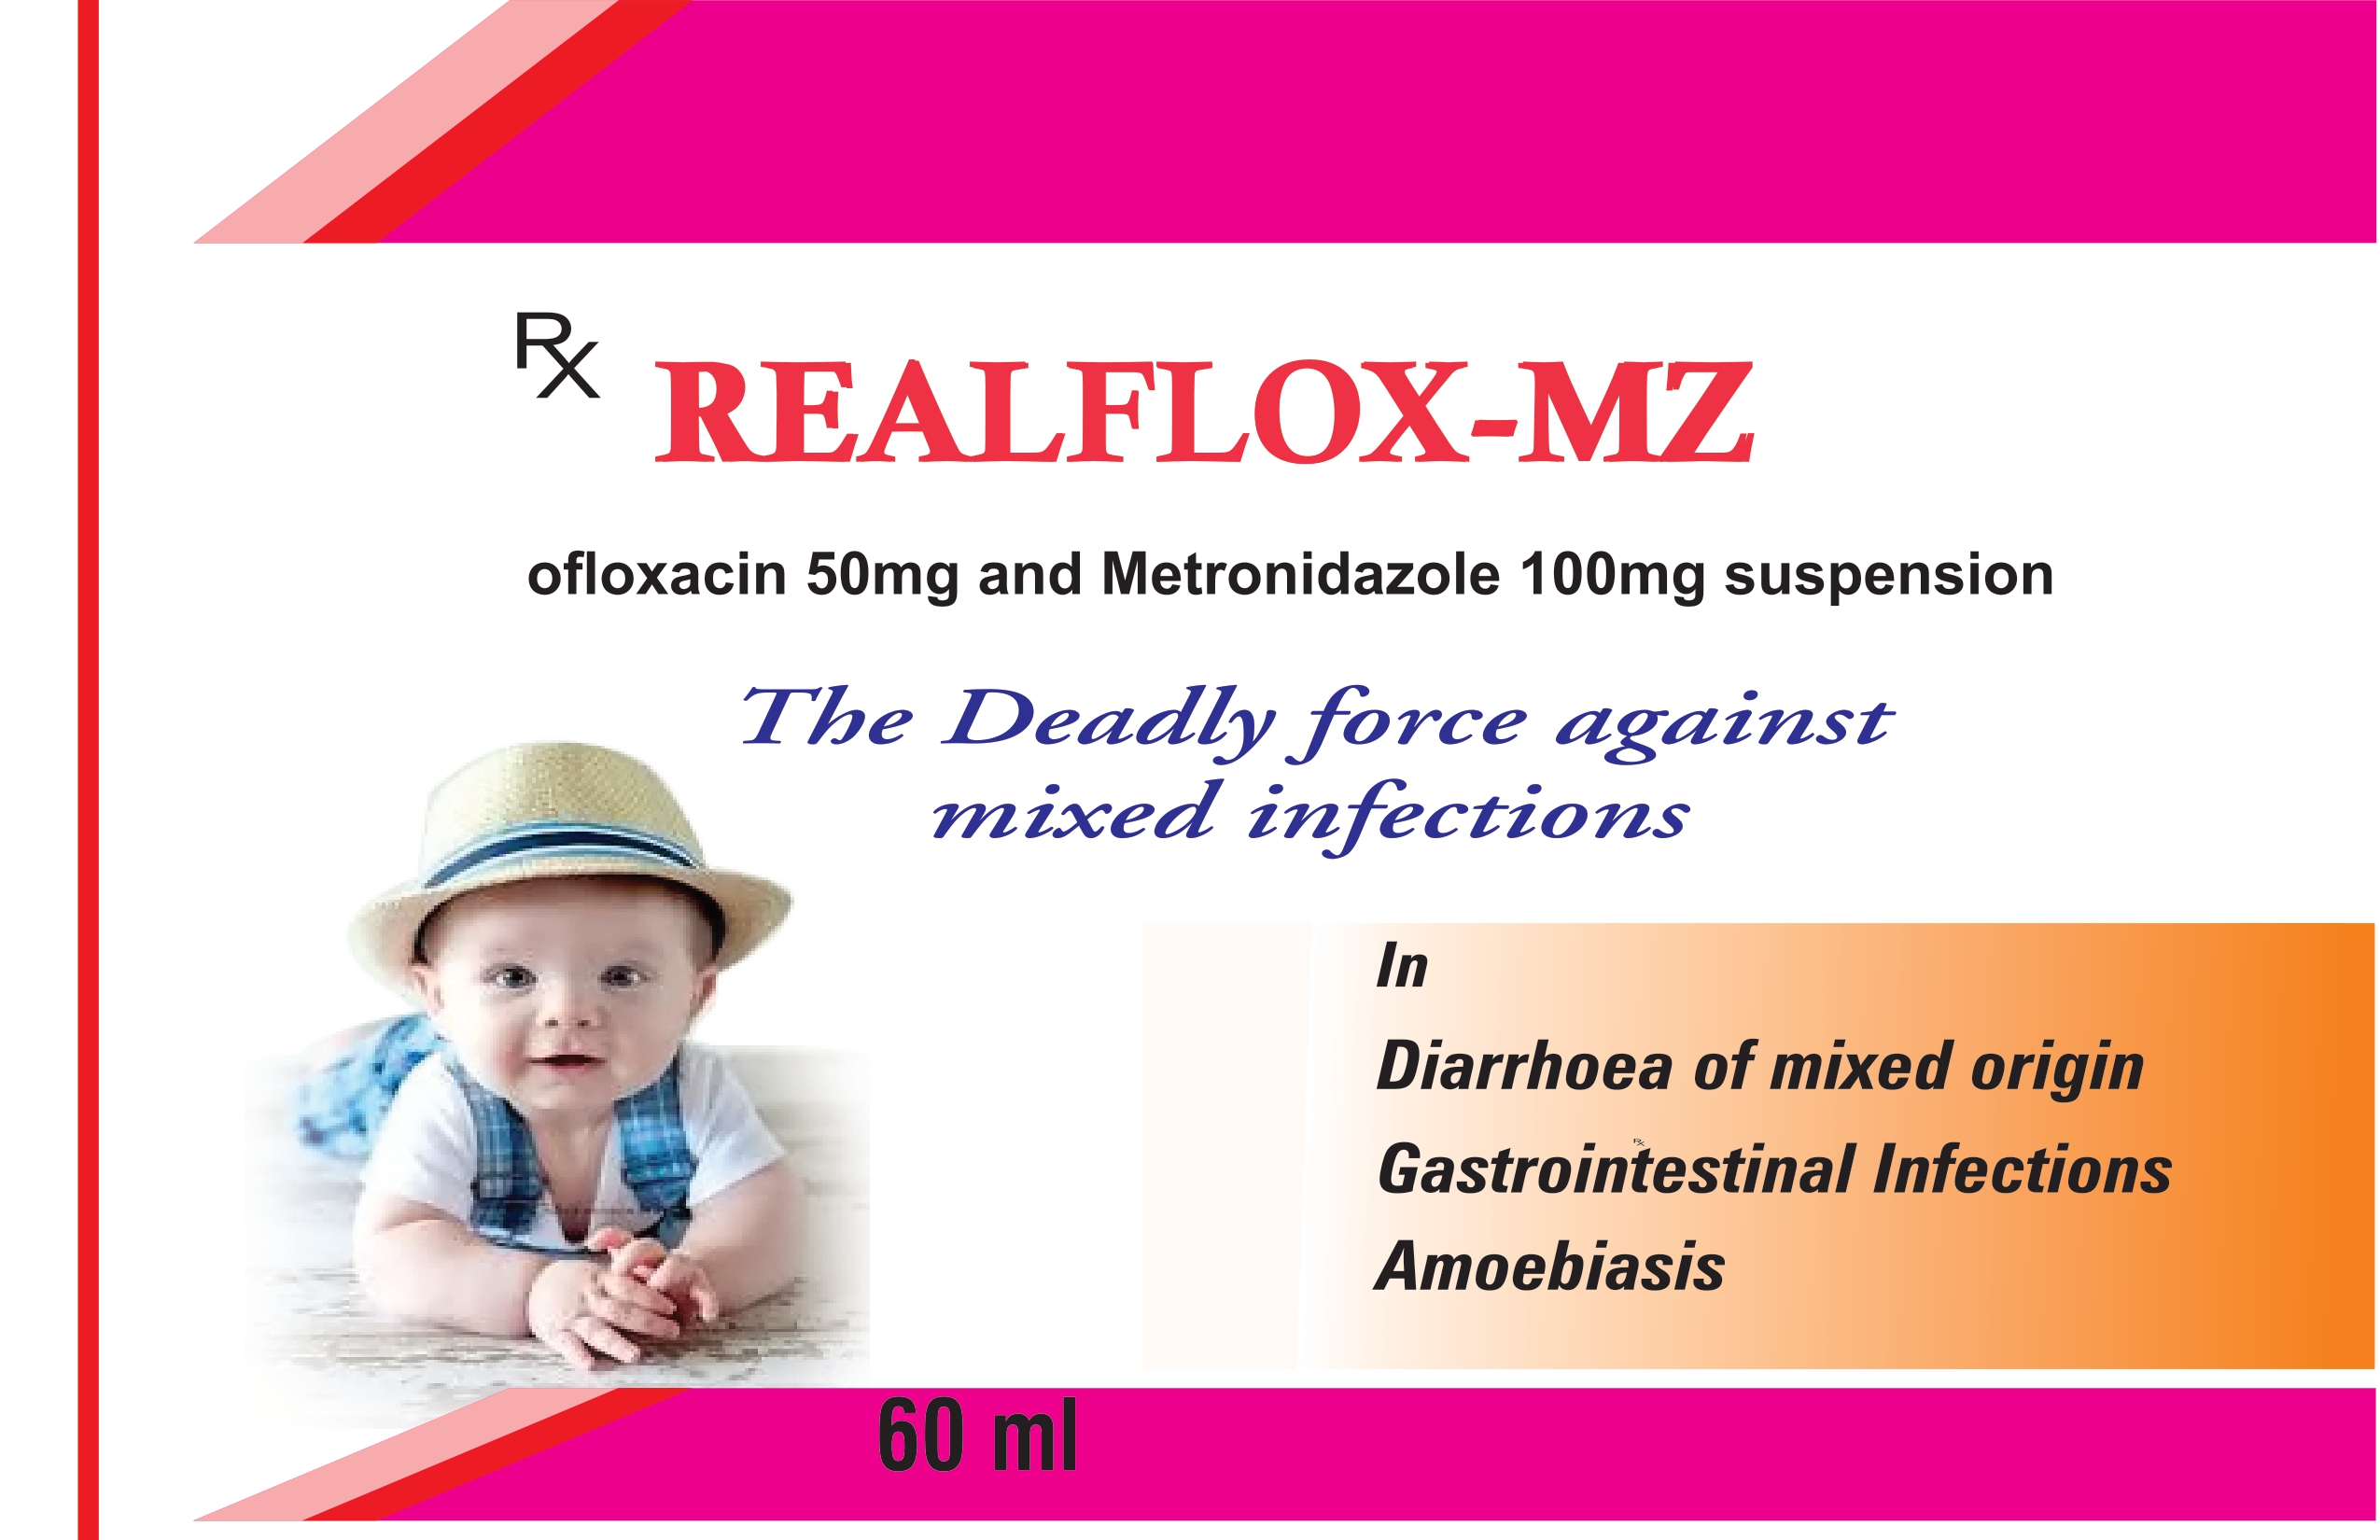 Rx REALFLOX-MZ
ofloxacin 50mg and Metronidazole 100mg suspension
The Deadly force against
mixed infections
In
Diarrhoea of mixed origin
Rx
Gastrointestinal Infections
Amoebiasis
60 ml